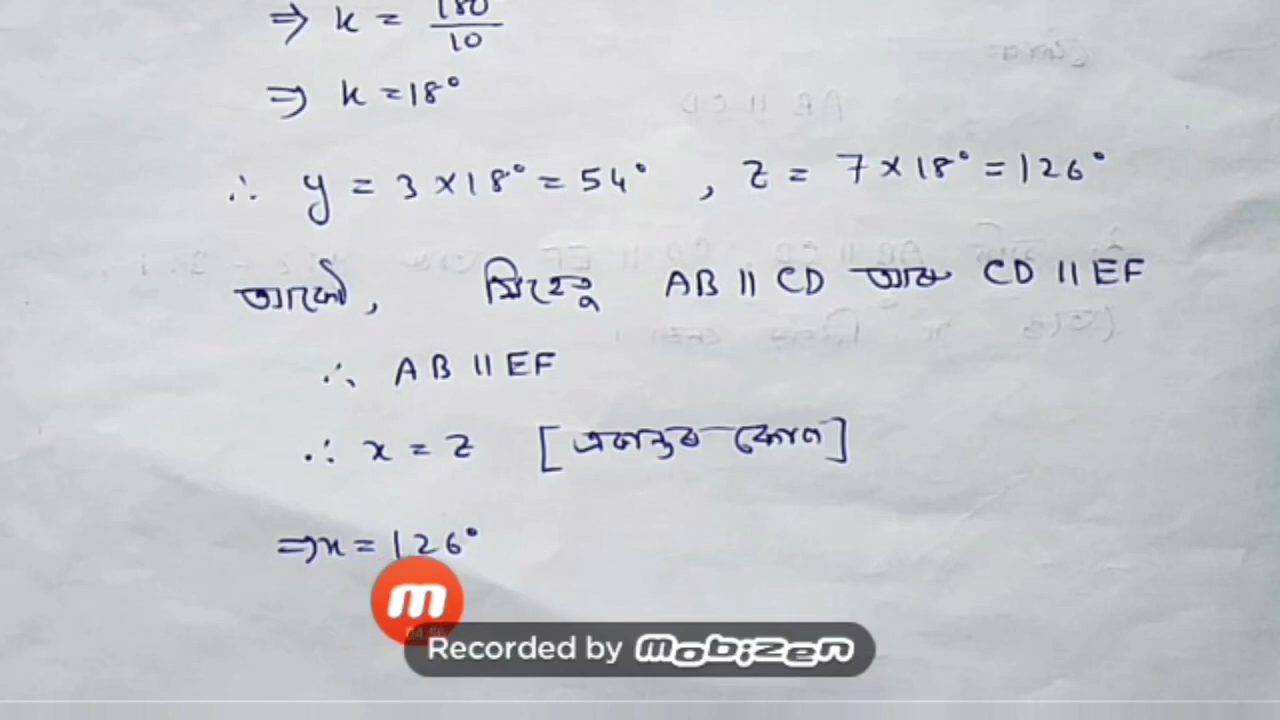 ⇒ k = 180/10
⇒ k = 18°
∴ y = 3 × 18° = 54° , z = 7 × 18° = 126°
আকৌ, যিহেতু AB || CD আৰু CD || EF
∴ AB || EF
∴ x = z [একান্তৰ কোণ]
⇒ x = 126°
m
Recorded by mobizen